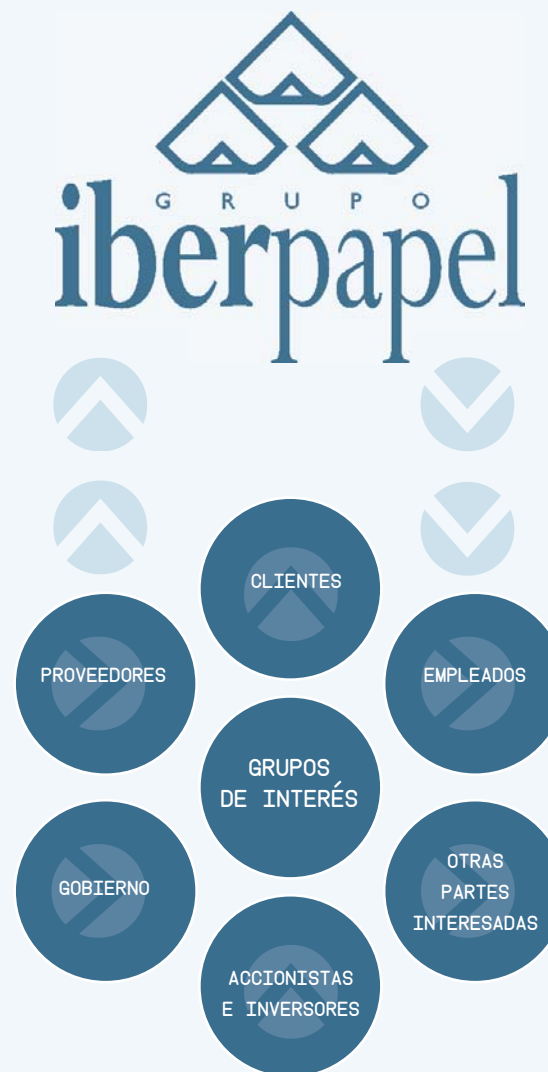 GRUPO
iberpapel
CLIENTES
PROVEEDORES
EMPLEADOS
GRUPOS
DE INTERÉS
GOBIERNO
OTRAS
PARTES
INTERESADAS
ACCIONISTAS
E INVERSORES